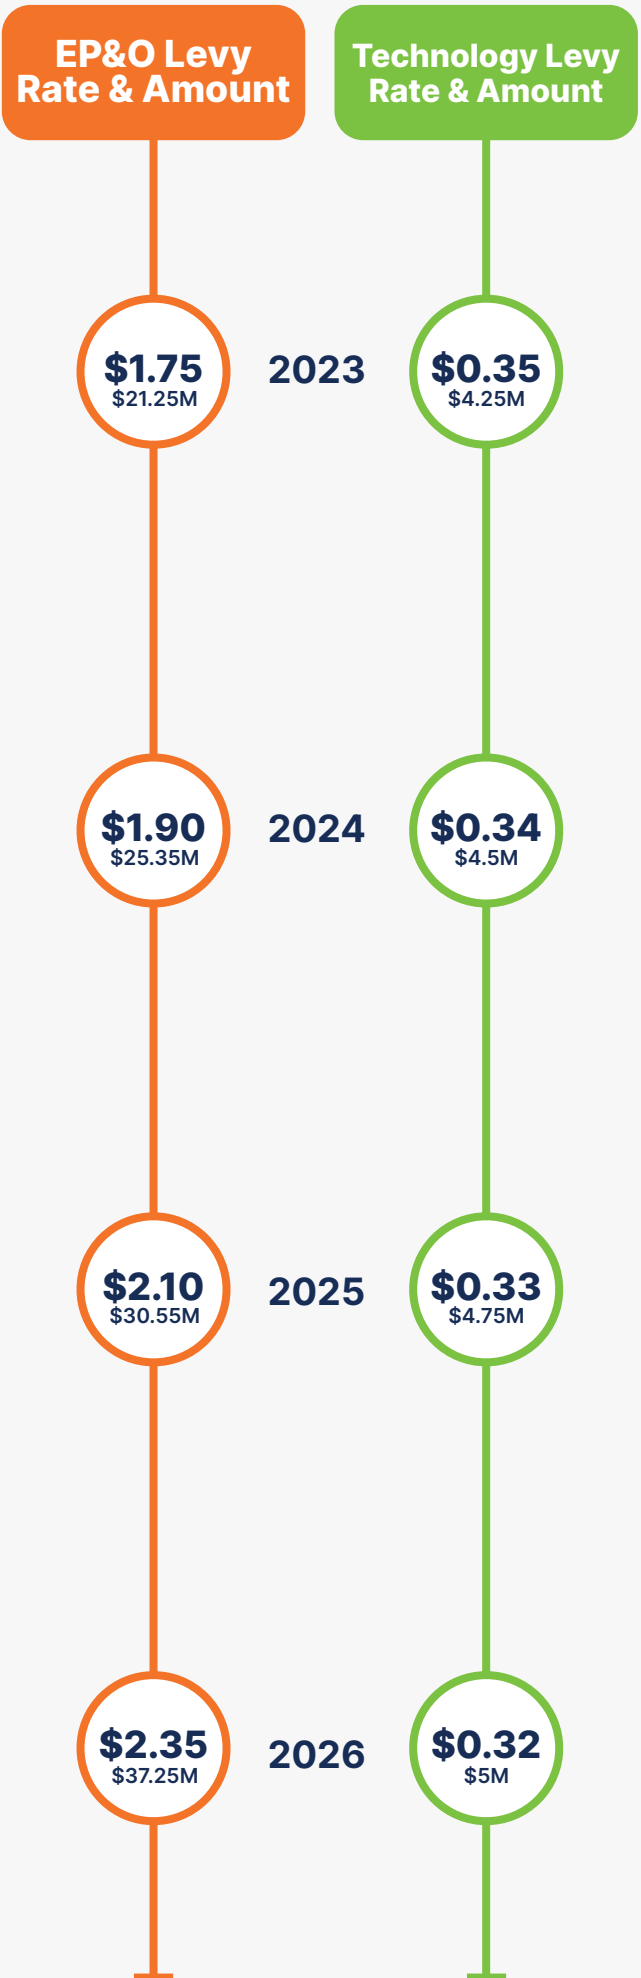 EP&O Levy
Rate & Amount
Technology Levy
Rate & Amount
$1.75
$21.25M
2023
$0.35
$4.25M
$1.90
$25.35M
2024
$0.34
$4.5M
$2.10
$30.55M
2025
$0.33
$4.75M
$2.35
$37.25M
2026
$0.32
$5M